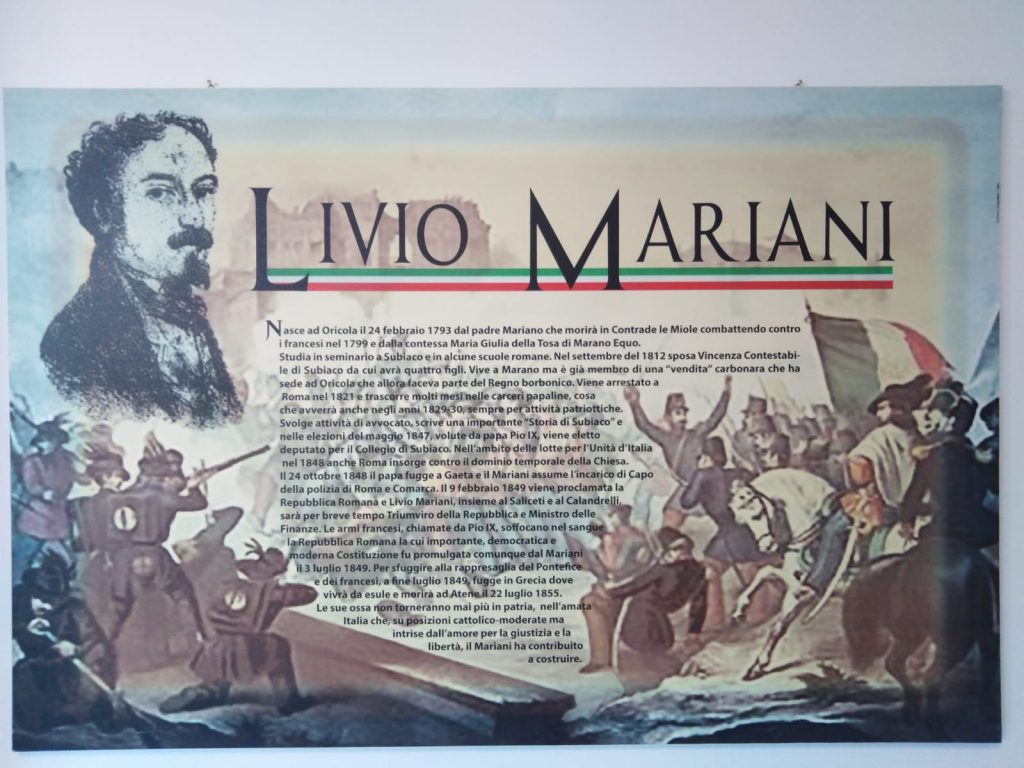 LIVIO MARIANI
Nasce ad Oricola il 24 febbraio 1793 dal padre Mariano che morirà in Contrade le Miole combattendo contro
i francesi nel 1799 e dalla contessa Maria Giulia della Tosa di Marano Equo.
Studia in seminario a Subiaco e in alcune scuole romane. Nel settembre del 1812 sposa Vincenza Contestabi-
le di Subiaco da cui avrà quattro figli. Vive a Marano ma è già membro di una “vendita” carbonara che ha
sede ad Oricola che allora faceva parte del Regno borbonico. Viene arrestato a
Roma nel 1821 e trascorre molti mesi nelle carceri papaline, cosa
che avverrà anche negli anni 1829-30, sempre per attività patriottiche.
Svolge attività di avvocato, scrive una importante “Storia di Subiaco” e
nelle elezioni del maggio 1847, volute da papa Pio IX, viene eletto
deputato per il Collegio di Subiaco. Nell’ambito delle lotte per l’Unità d’Italia
nel 1848 anche Roma insorge contro il dominio temporale della Chiesa.
Il 24 ottobre 1848 il papa fugge a Gaeta e il Mariani assume l’incarico di Capo
della polizia di Roma e Comarca. Il 9 febbraio 1849 viene proclamata la
Repubblica Romana e Livio Mariani, insieme al Saliceti e al Calandrelli,
sarà per breve tempo Triumviro della Repubblica e Ministro delle
Finanze. Le armi francesi, chiamate da Pio IX, soffocano nel sangue
la Repubblica Romana la cui importante, democratica e
moderna Costituzione fu promulgata comunque dal Mariani
il 3 luglio 1849. Per sfuggire alla rappresaglia del Pontefice
e dei francesi, a fine luglio 1849, fugge in Grecia dove
vivrà da esule e morirà ad Atene il 22 luglio 1855.
Le sue ossa non torneranno mai più in patria, nell’amata
Italia che, su posizioni cattolico-moderate ma
intrise dall’amore per la giustizia e la
libertà, il Mariani ha contribuito
a costruire.